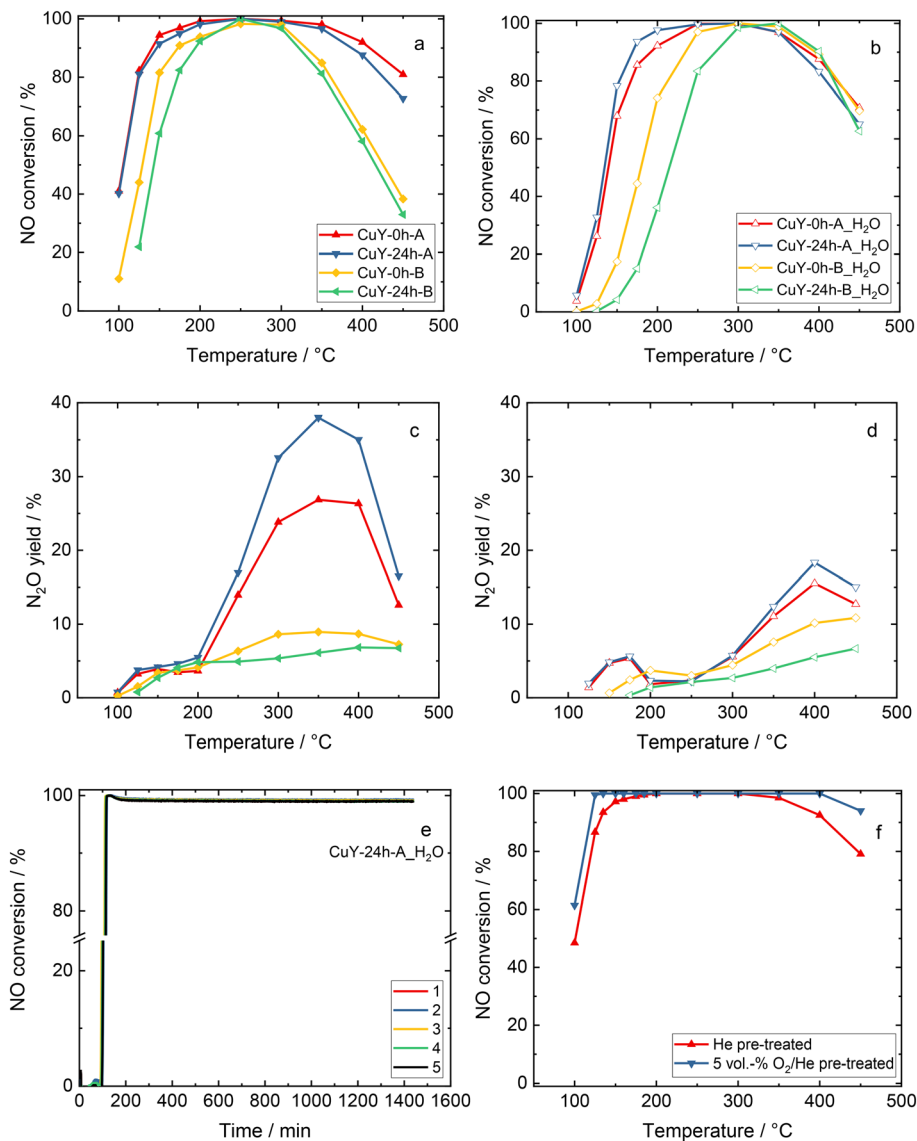 NO conversion / %
100
80
60
40
20
0
a
CuY-0h-A
CuY-24h-A
CuY-0h-B
CuY-24h-B
100 200 300 400 500
Temperature / °C
NO conversion / %
100
80
60
40
20
0
b
CuY-0h-A_H₂O
CuY-24h-A_H₂O
CuY-0h-B_H₂O
CuY-24h-B_H₂O
100 200 300 400 500
Temperature / °C
N₂O yield / %
40
30
20
10
0
c
100 200 300 400 500
Temperature / °C
N₂O yield / %
40
30
20
10
0
d
100 200 300 400 500
Temperature / °C
NO conversion / %
100
80
20
0
e
CuY-24h-A_H₂O
1
2
3
4
5
0 200 400 600 800 1000 1200 1400 1600
Time / min
NO conversion / %
100
80
60
40
20
0
f
He pre-treated
5 vol.-% O₂/He pre-treated
100 200 300 400 500
Temperature / °C